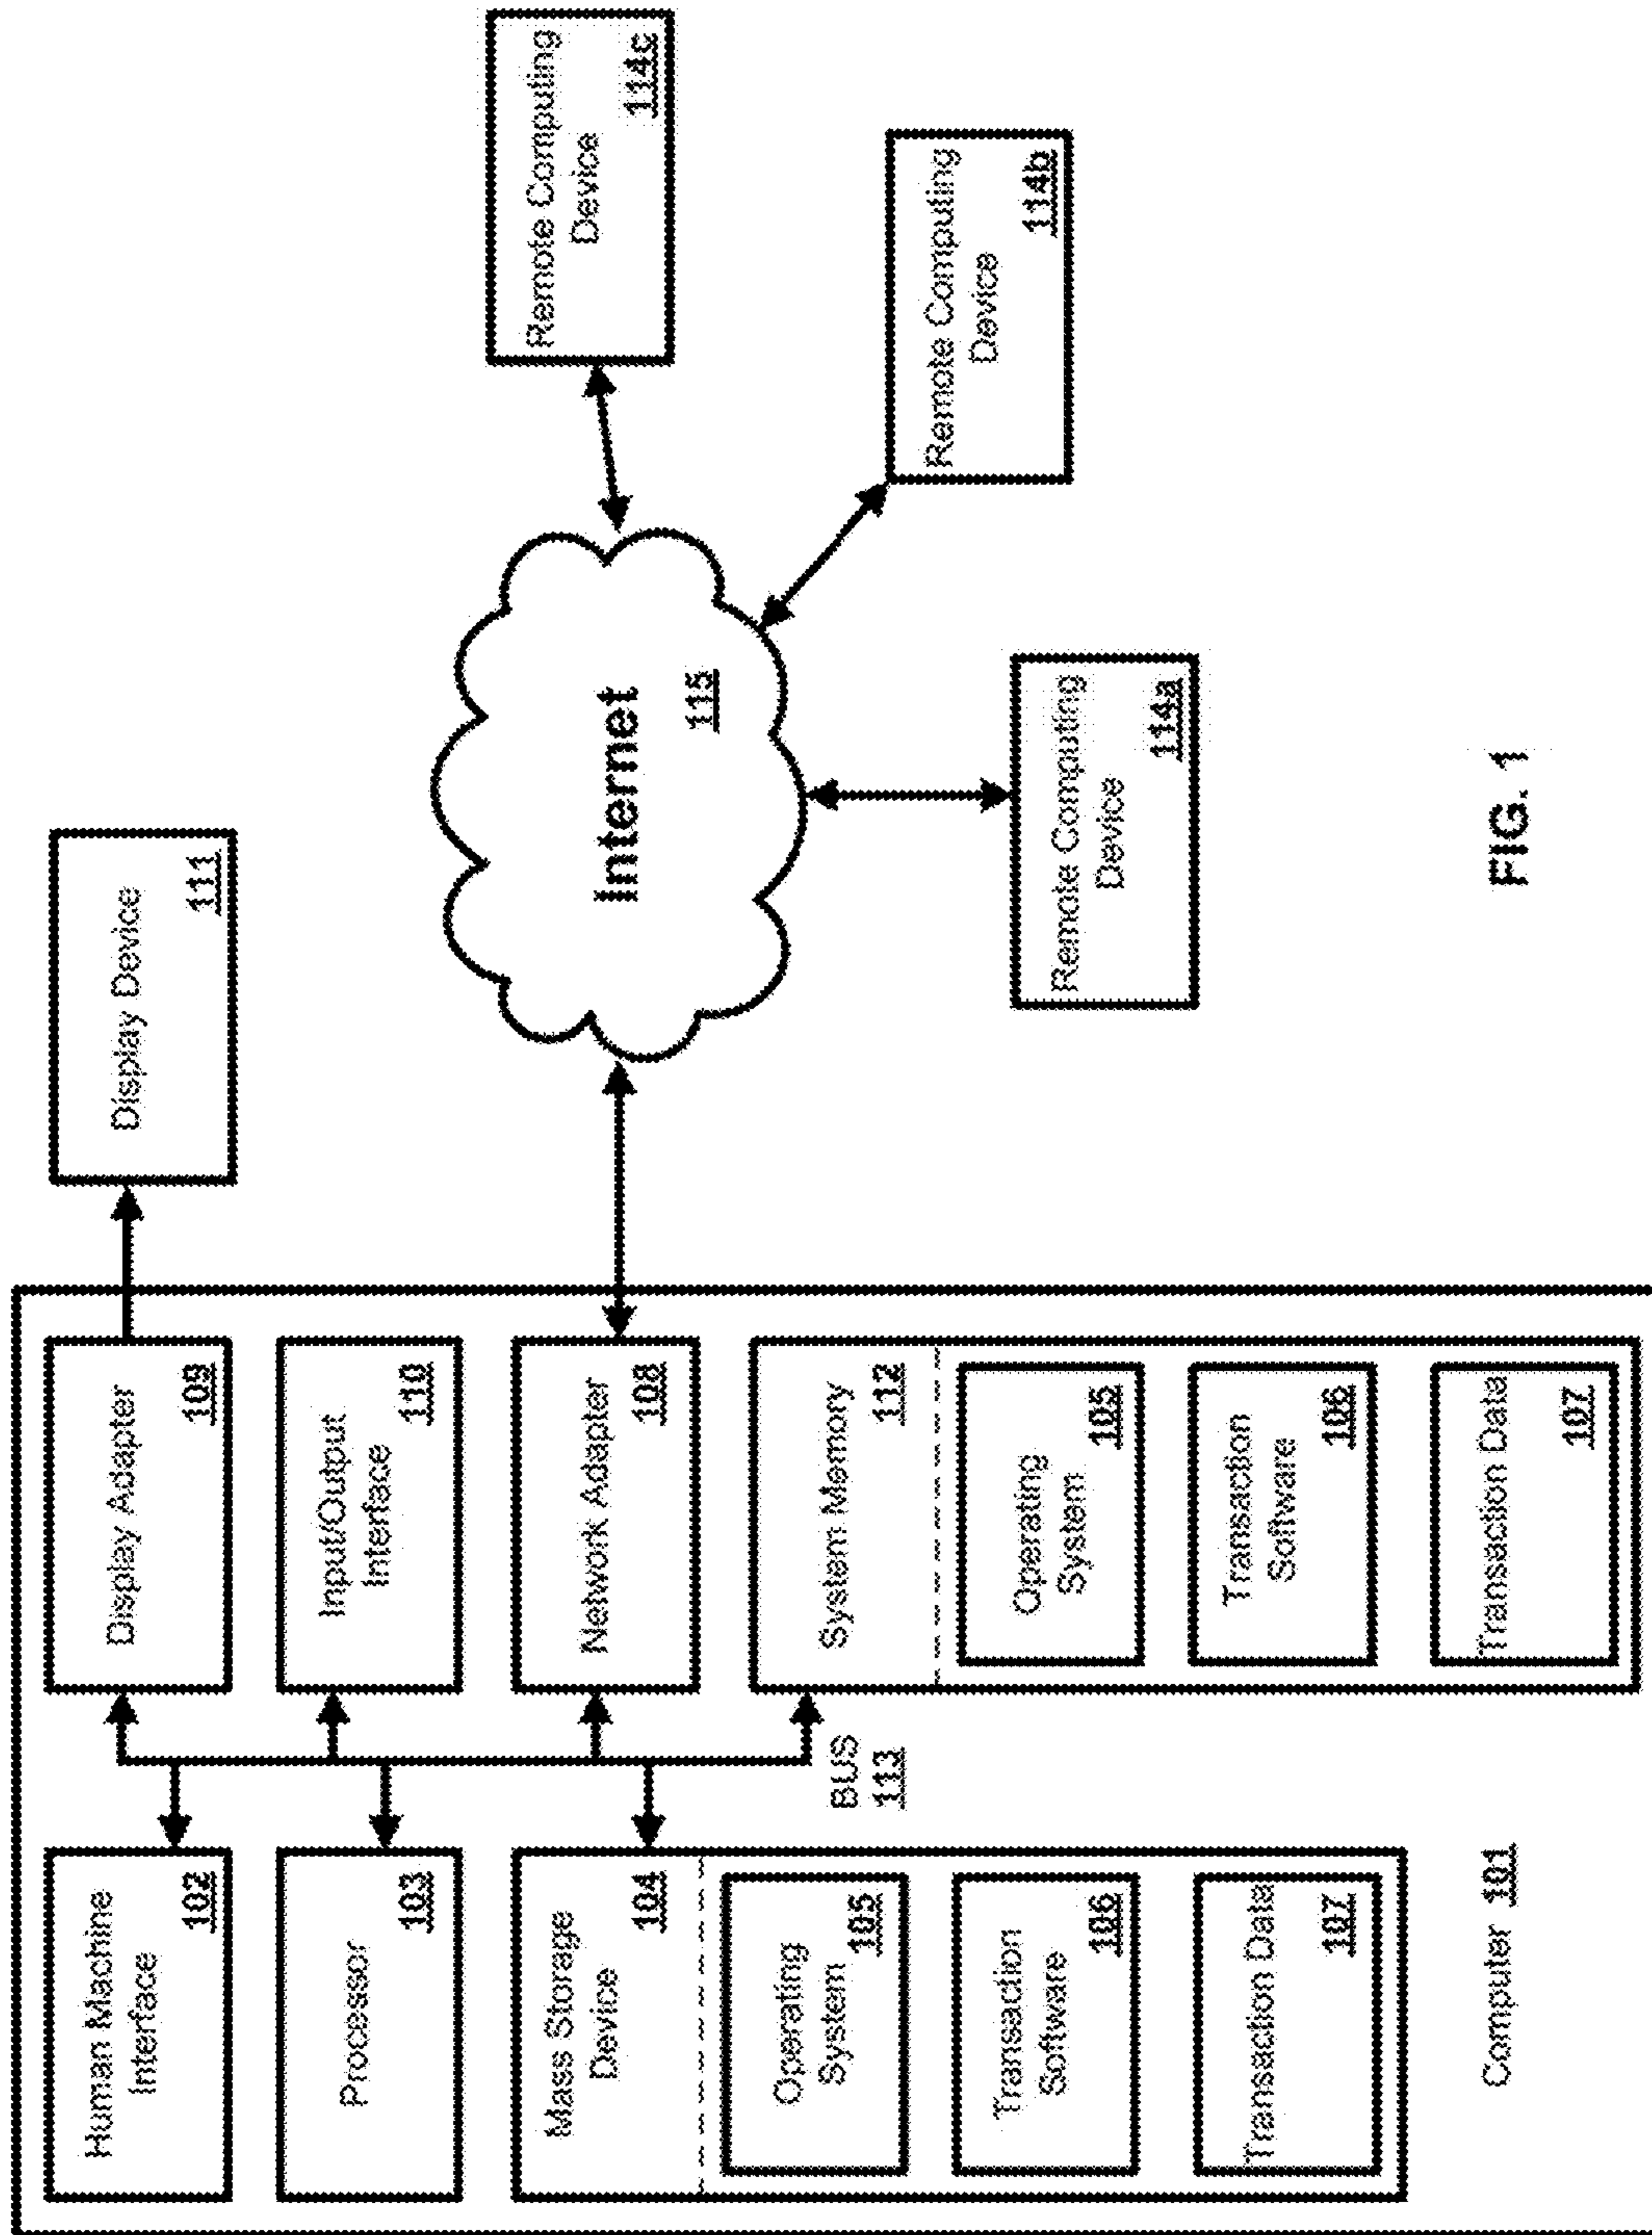 Human Machine
Interface
102
Processor
103
Mass Storage
Device
104
Operating
System
105
Transaction
Software
106
Transaction Data
107
Computer 101
BUS
113
Display Adapter
109
Input/Output
Interface
110
Network Adapter
108
System Memory
112
Operating
System
105
Transaction
Software
106
Transaction Data
107
Display Device
111
Internet
115
Remote Computing
Device
114a
Remote Computing
Device
114b
Remote Computing
Device
114c
FIG. 1